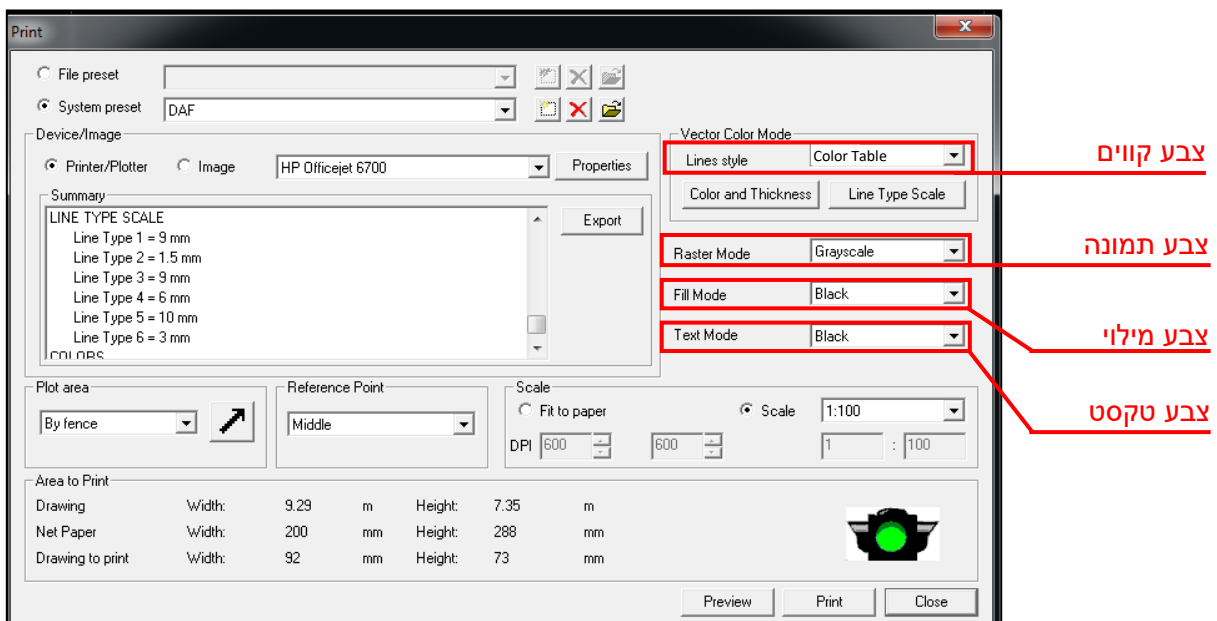 Print
File preset
System preset DAF
Device/Image
Printer/Plotter Image HP Officejet 6700 Properties
Summary
LINE TYPE SCALE
Line Type 1 = 9 mm
Line Type 2 = 1.5 mm
Line Type 3 = 9 mm
Line Type 4 = 6 mm
Line Type 5 = 10 mm
Line Type 6 = 3 mm
COLORS
Export
Vector Color Mode
Lines style Color Table
צבע קווים
Color and Thickness Line Type Scale
Raster Mode Grayscale
צבע תמונה
Fill Mode Black
צבע מילוי
Text Mode Black
צבע טקסט
Plot area
By fence
Reference Point
Middle
Scale
Fit to paper Scale 1:100
DPI 600 600 1 : 100
Area to Print
Drawing Width: 9.29 m Height: 7.35 m
Net Paper Width: 200 mm Height: 288 mm
Drawing to print Width: 92 mm Height: 73 mm
Preview Print Close